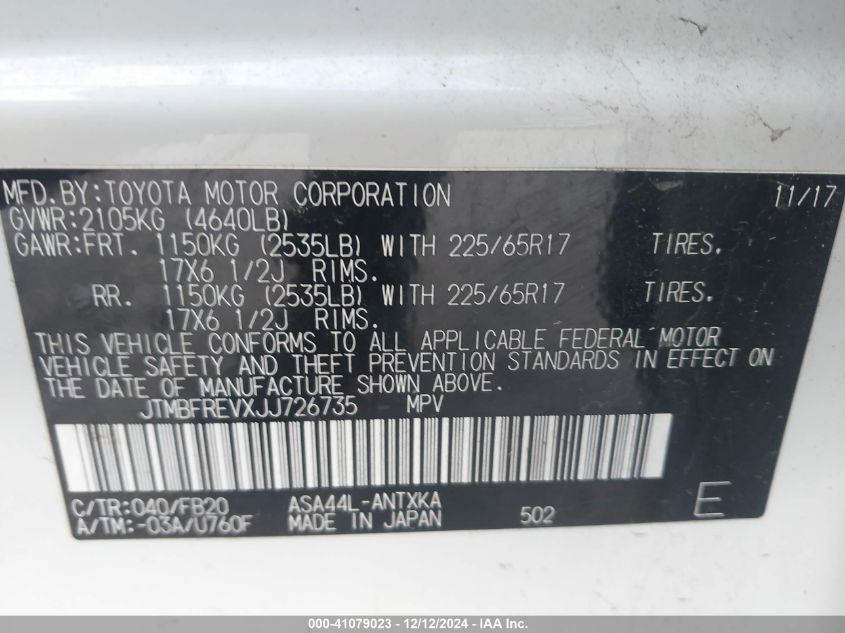 MFD.BY:TOYOTA MOTOR CORPORATION 11/17
GVWR:2105KG (4640LB)
GAWR:FRT. 1150KG (2535LB) WITH 225/65R17 TIRES.
17X6 1/2J RIMS.
RR. 1150KG (2535LB) WITH 225/65R17 TIRES.
17X6 1/2J RIMS.
THIS VEHICLE CONFORMS TO ALL APPLICABLE FEDERAL MOTOR
VEHICLE SAFETY AND THEFT PREVENTION STANDARDS IN EFFECT ON
THE DATE OF MANUFACTURE SHOWN ABOVE.
JTMBFREVXJJ726735 MPV
C/TR:040/FB20 ASA44L-ANTXKA
A/TM:-03A/U760F MADE IN JAPAN 502 E
000-41079023 - 12/12/2024 - IAA Inc.